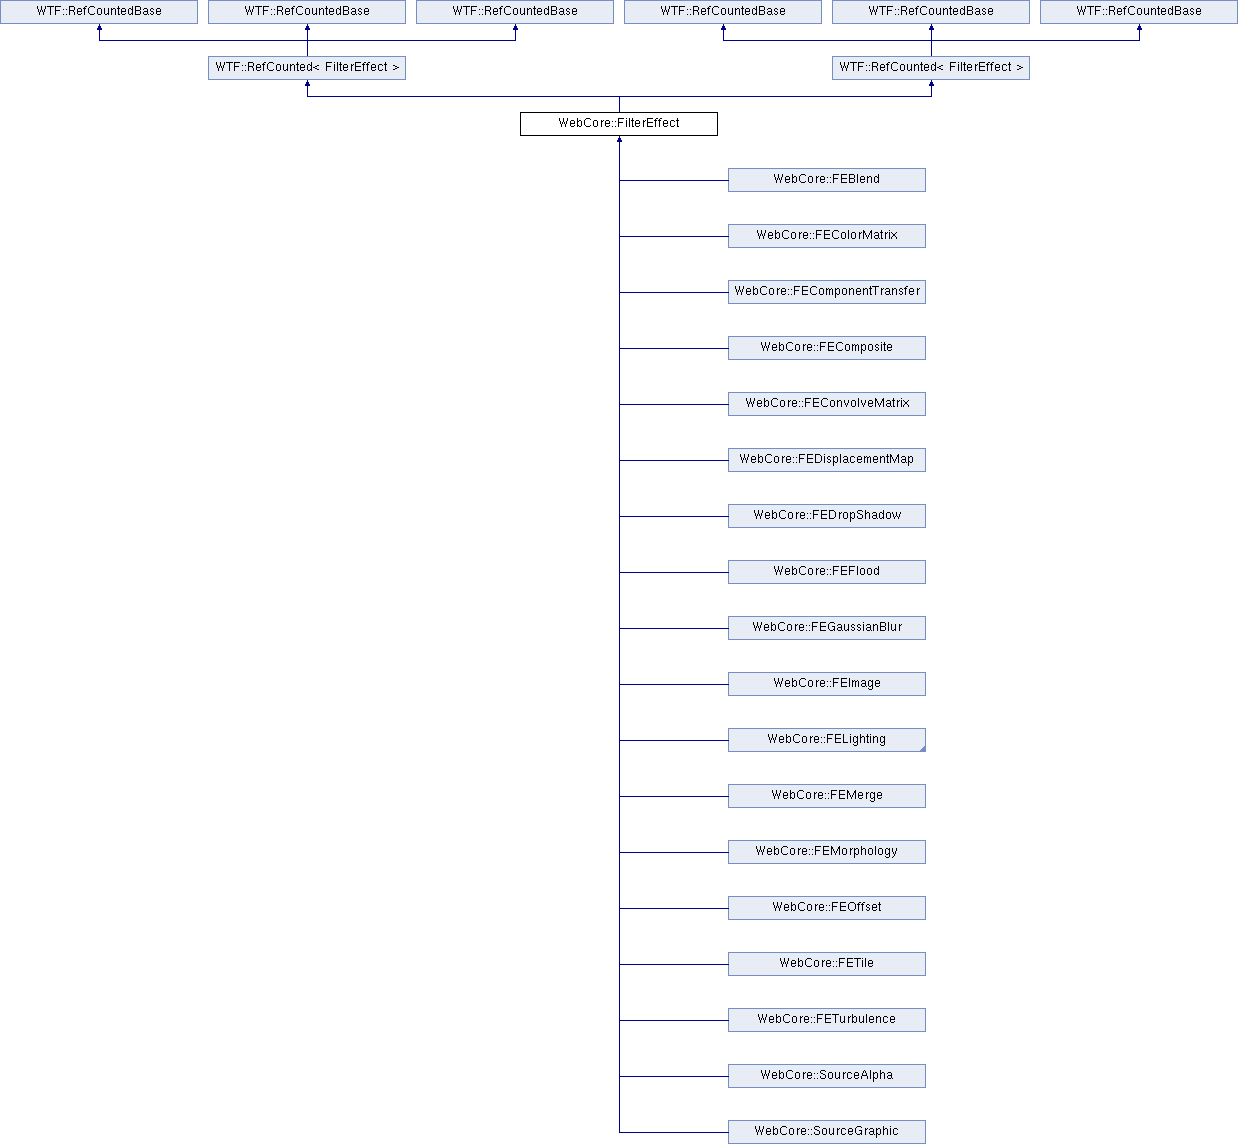 WTF::RefCountedBase
WTF::RefCountedBase
WTF::RefCountedBase
WTF::RefCountedBase
WTF::RefCountedBase
WTF::RefCountedBase
WTF::RefCounted< FilterEffect >
WTF::RefCounted< FilterEffect >
WebCore::FilterEffect
WebCore::FEBlend
WebCore::FEColorMatrix
WebCore::FEComponentTransfer
WebCore::FEComposite
WebCore::FEConvolveMatrix
WebCore::FEDisplacementMap
WebCore::FEDropShadow
WebCore::FEFlood
WebCore::FEGaussianBlur
WebCore::FEImage
WebCore::FELighting
WebCore::FEMerge
WebCore::FEMorphology
WebCore::FEOffset
WebCore::FETile
WebCore::FETurbulence
WebCore::SourceAlpha
WebCore::SourceGraphic